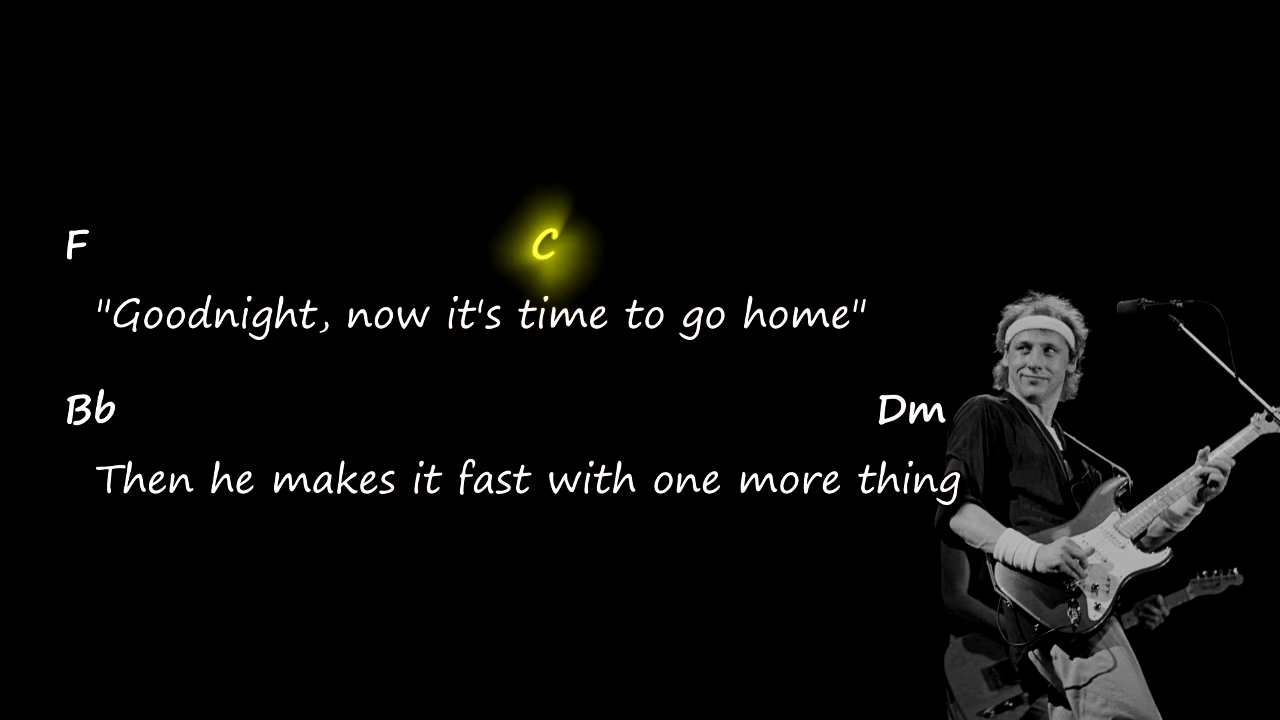 F C
"Goodnight, now it's time to go home"
Bb Dm
Then he makes it fast with one more thing